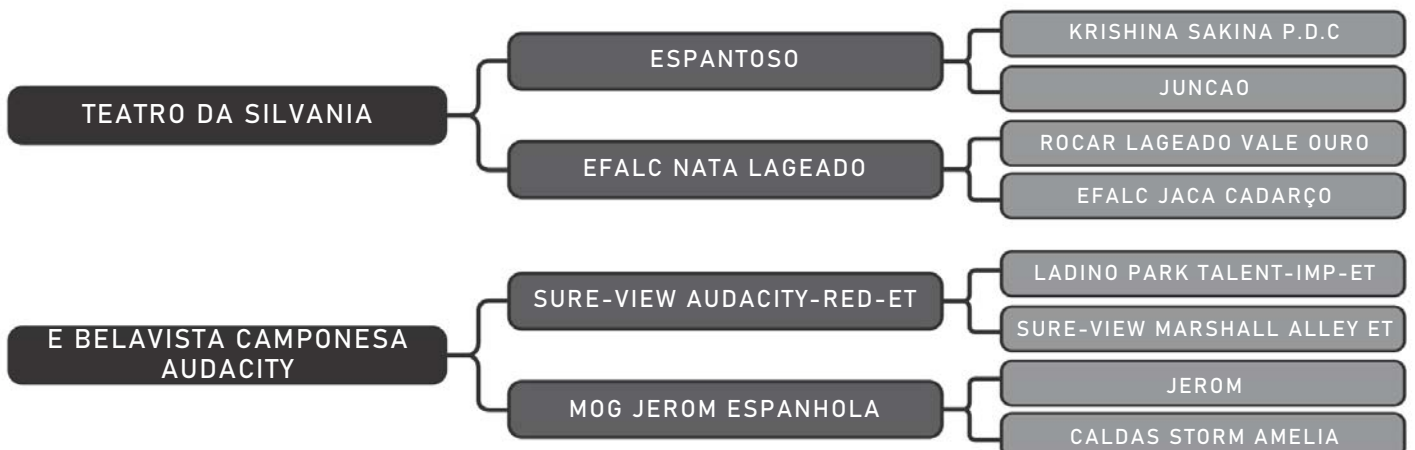 TEATRO DA SILVANIA
ESPANTOSO
KRISHINA SAKINA P.D.C
JUNCAO
EFALC NATA LAGEADO
ROCAR LAGEADO VALE OURO
EFALC JACA CADARÇO
E BELAVISTA CAMPONESA
AUDACITY
SURE-VIEW AUDACITY-RED-ET
LADINO PARK TALENT-IMP-ET
SURE-VIEW MARSHALL ALLEY ET
MOG JEROM ESPANHOLA
JEROM
CALDAS STORM AMELIA